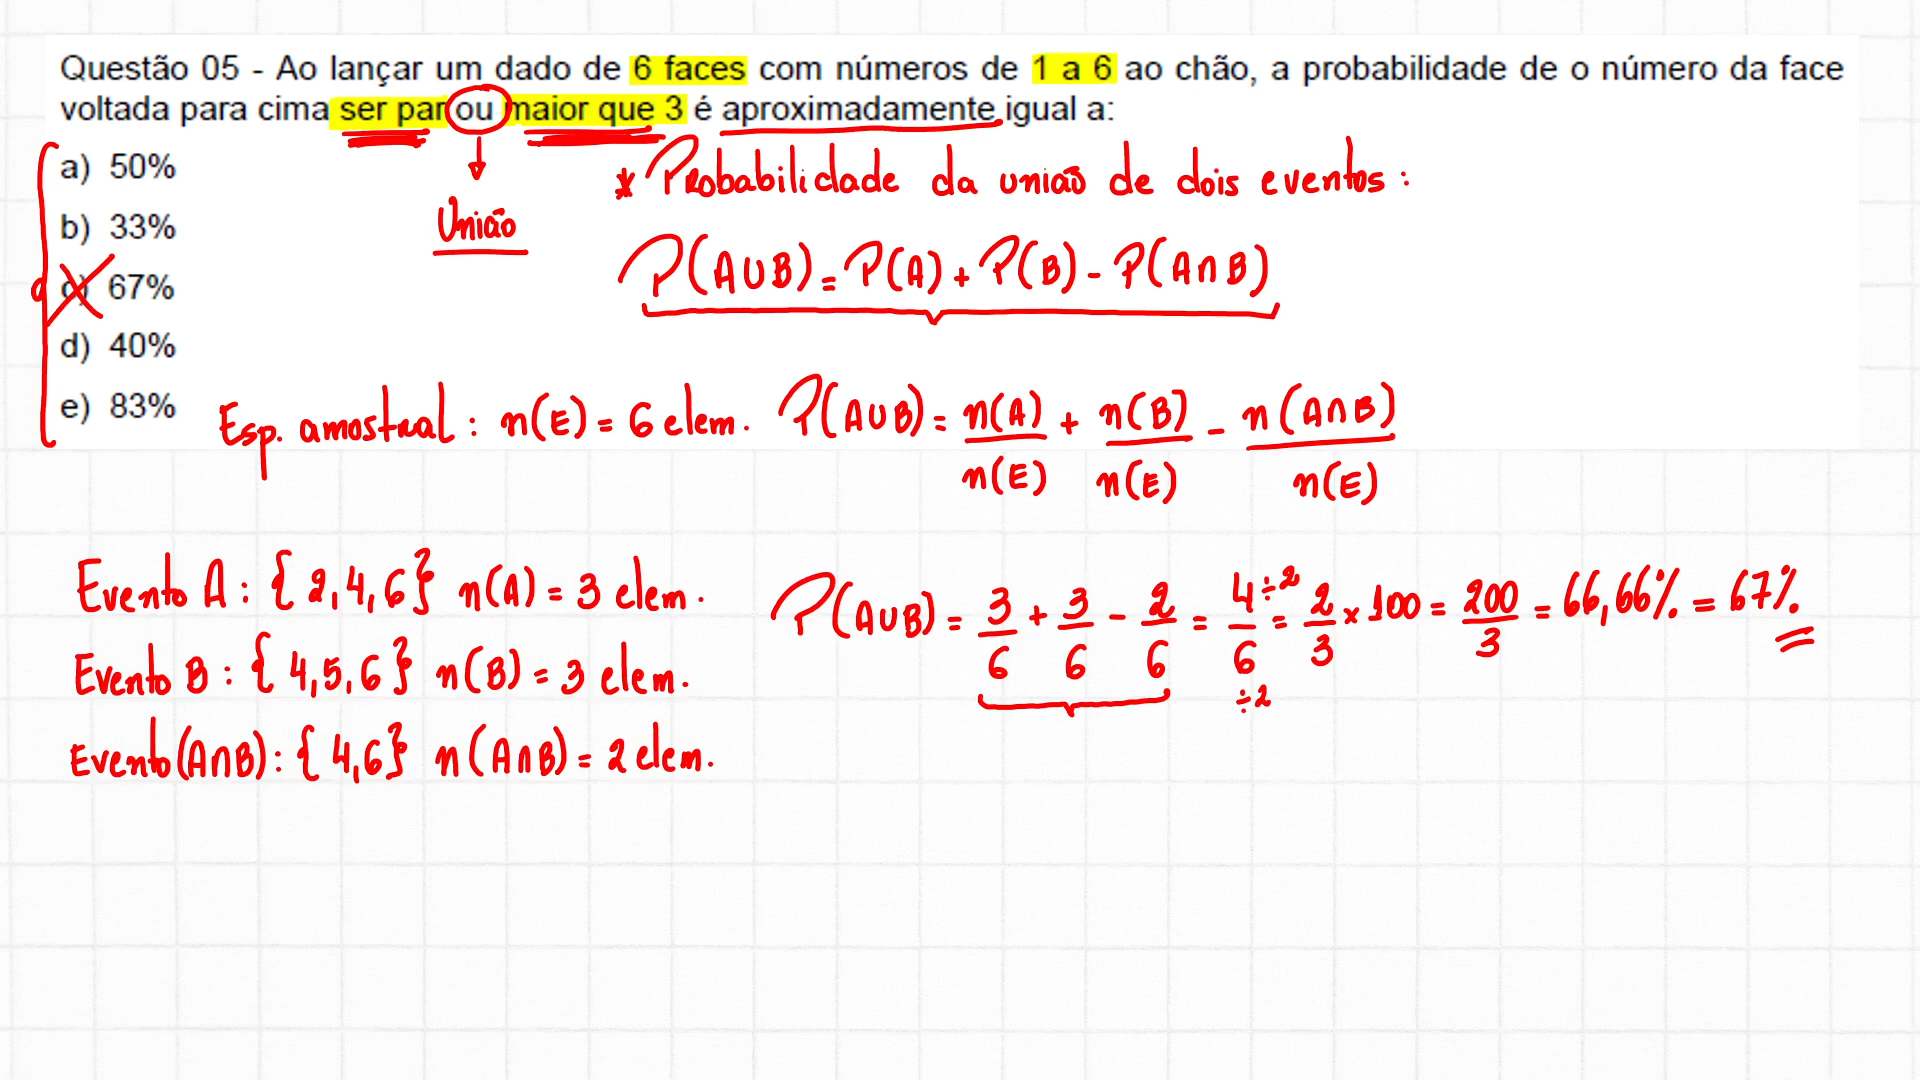 Questão 05 - Ao lançar um dado de 6 faces com números de 1 a 6 ao chão, a probabilidade de o número da face
voltada para cima ser par ou maior que 3 é aproximadamente igual a:
a) 50%
b) 33%
c) 67%
d) 40%
e) 83%
União
* Probabilidade da união de dois eventos:
P(A∪B) = P(A) + P(B) - P(A∩B)
Esp. amostral : n(E) = 6 elem.
P(A∪B) = n(A)/n(E) + n(B)/n(E) - n(A∩B)/n(E)
Evento A : { 2,4,6} n(A) = 3 elem.
Evento B : { 4,5,6} n(B) = 3 elem.
Evento (A∩B) : { 4,6} n(A∩B) = 2 elem.
P(A∪B) = 3/6 + 3/6 - 2/6 = 4÷2/6÷2 = 2/3 x 100 = 200/3 = 66,66% = 67%